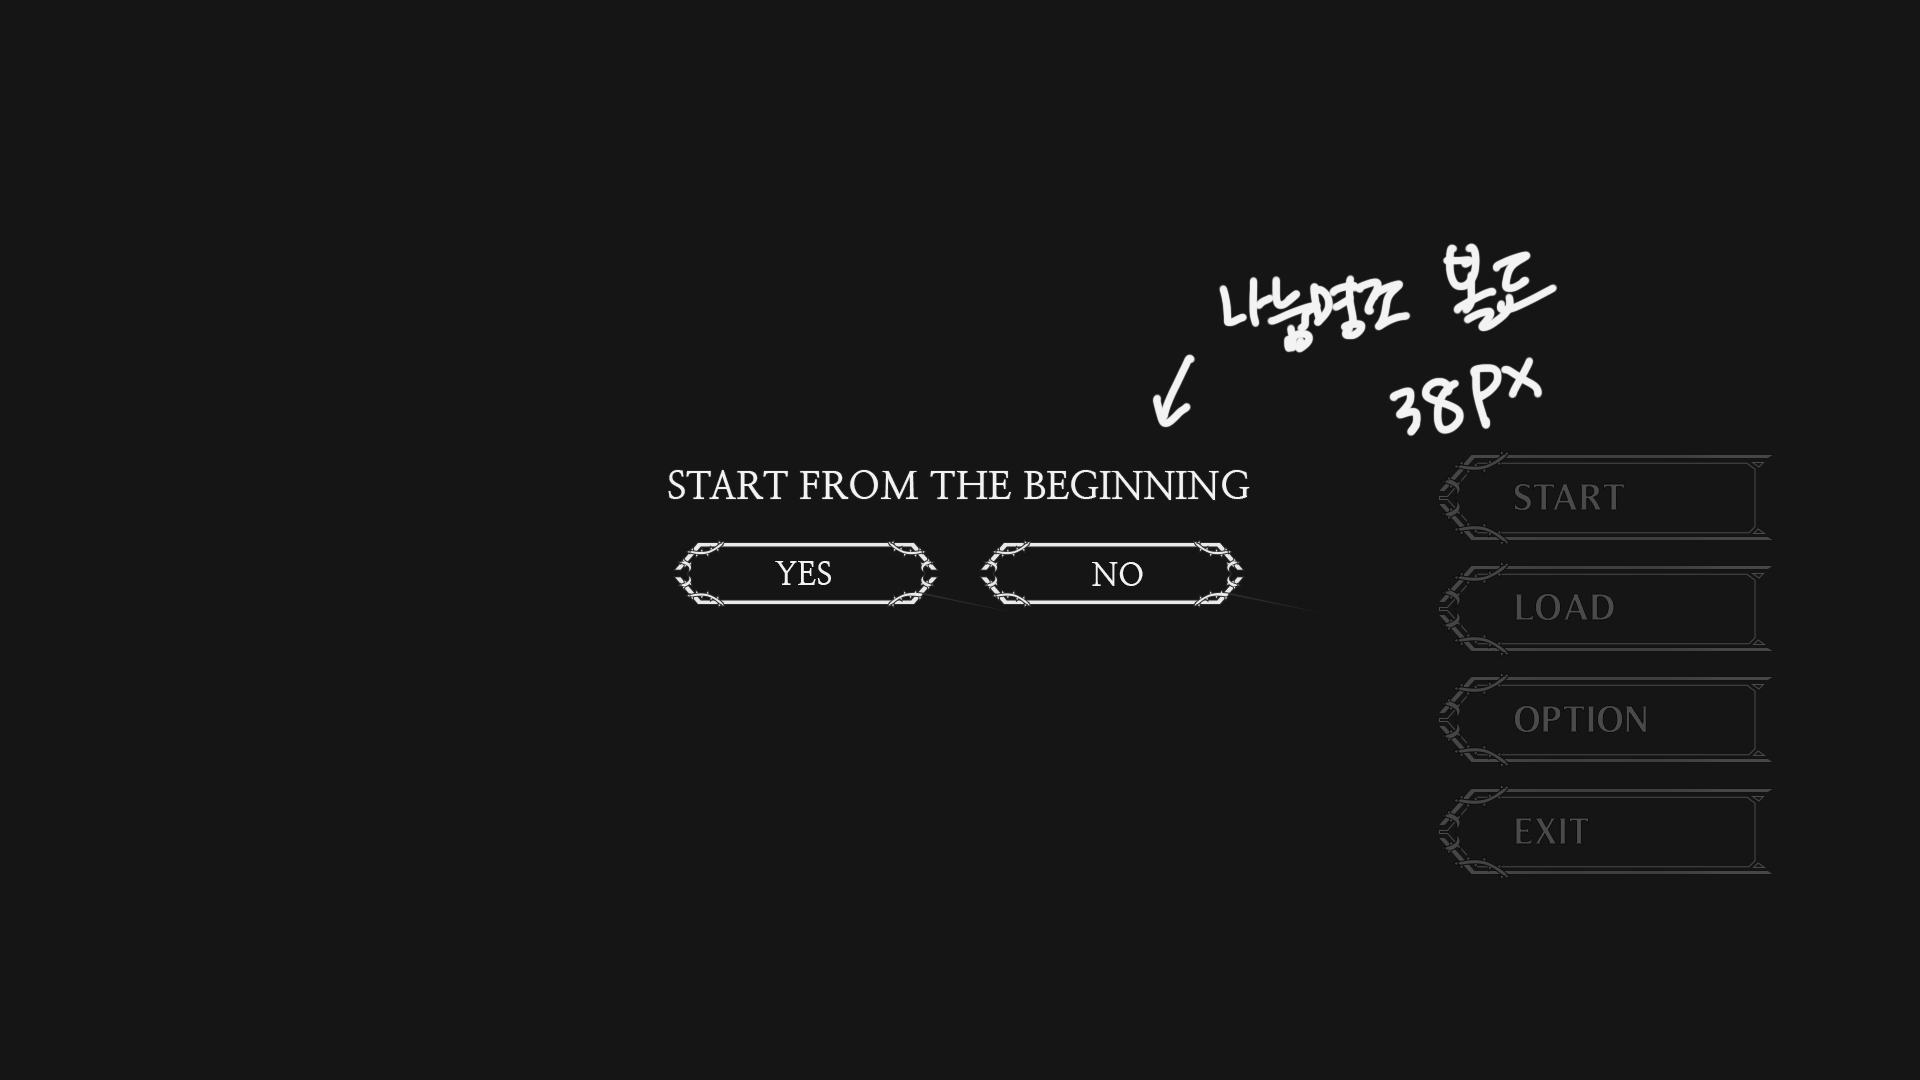 나눔명조 볼드
38px
START FROM THE BEGINNING
YES
NO
START
LOAD
OPTION
EXIT